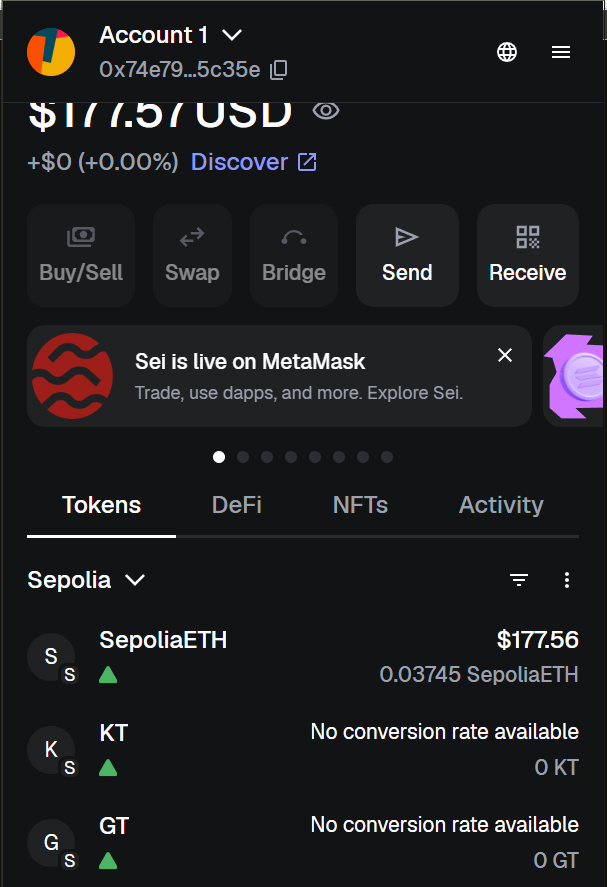 Account 1
0x74e79...5c35e
$177.57 USD
+$0 (+0.00%) Discover
Buy/Sell
Swap
Bridge
Send
Receive
Sei is live on MetaMask
Trade, use dapps, and more. Explore Sei.
Tokens
DeFi
NFTs
Activity
Sepolia
S
S
SepoliaETH
$177.56
0.03745 SepoliaETH
K
S
KT
No conversion rate available
0 KT
G
S
GT
No conversion rate available
0 GT